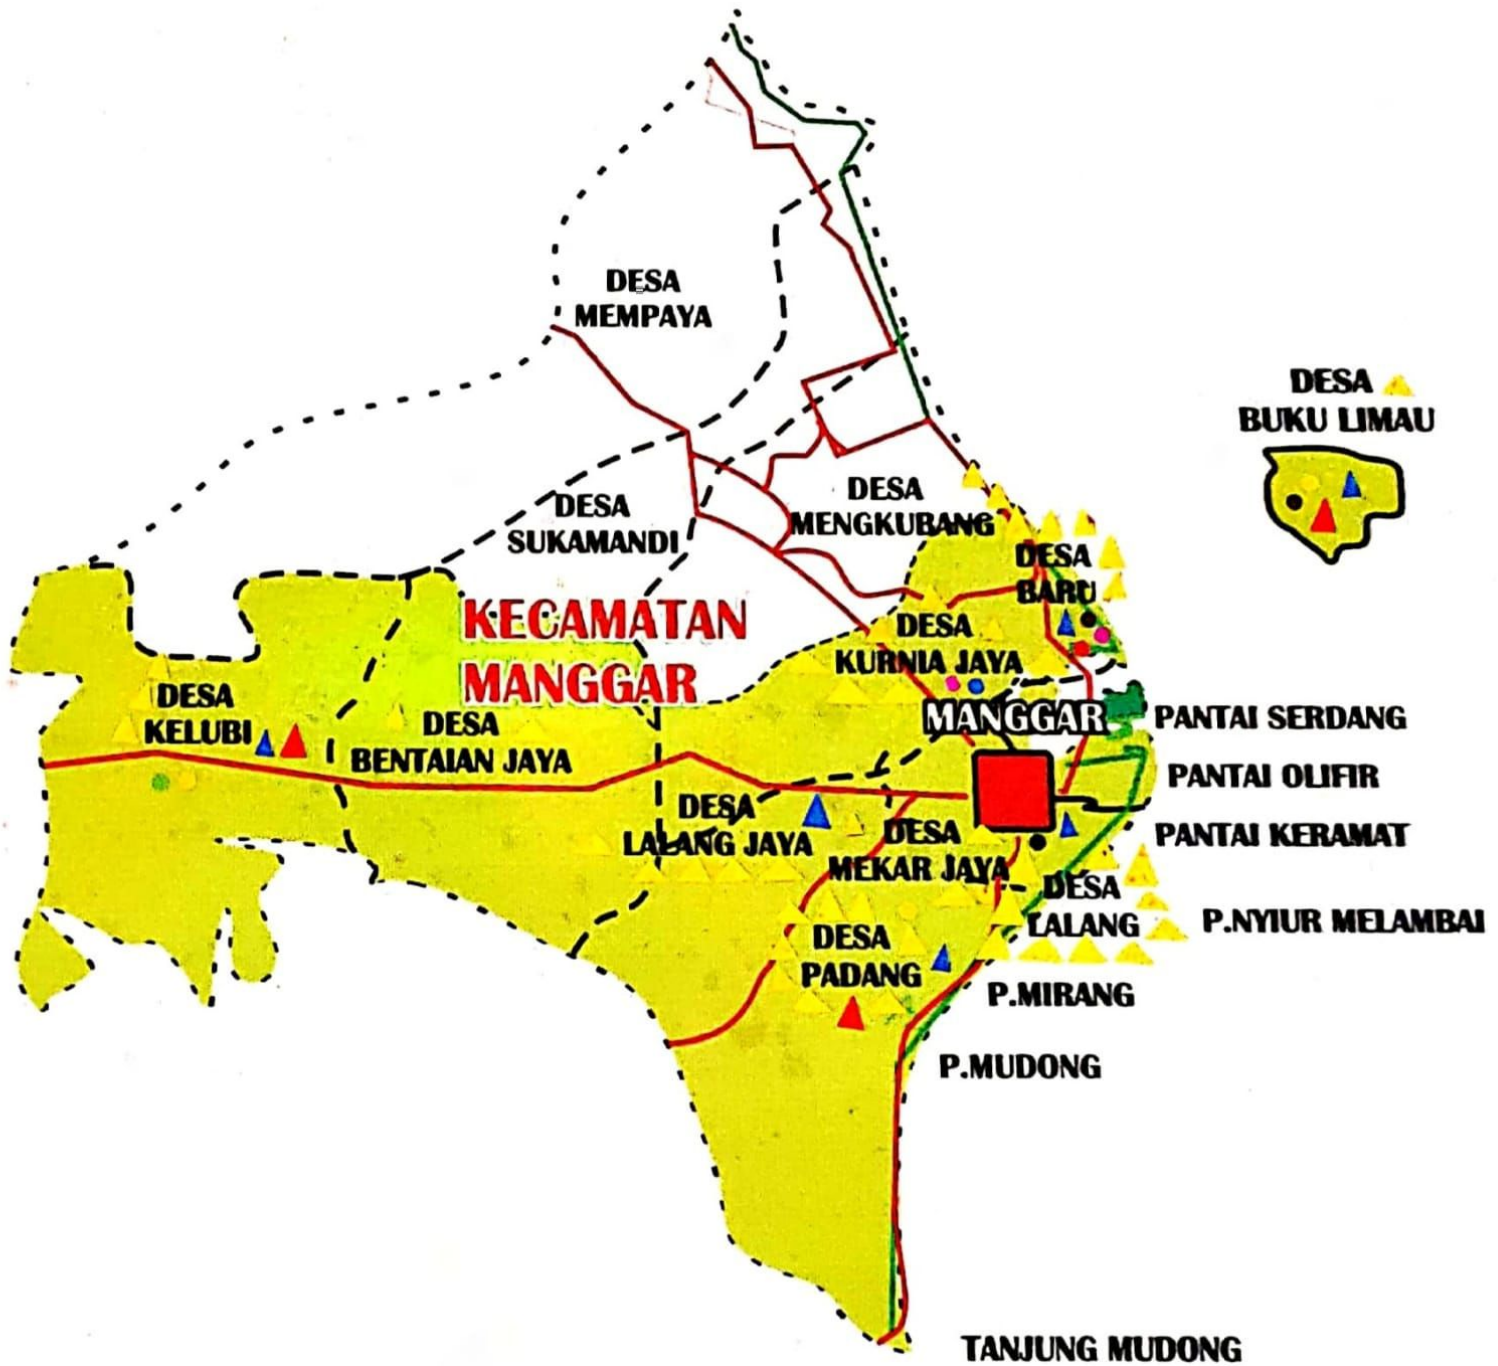 DESA
MEMPAYA
DESA
BUKU LIMAU
DESA
SUKAMANDI
DESA
MENGKUBANG
DESA
BARU
KECAMATAN
MANGGAR
DESA
KURNIA JAYA
DESA
KELUBI
DESA
BENTAIAN JAYA
MANGGAR
PANTAI SERDANG
PANTAI OLIFIR
PANTAI KERAMAT
DESA
LALANG JAYA
DESA
MEKAR JAYA
DESA
LALANG
P.NYIUR MELAMBAI
DESA
PADANG
P.MIRANG
P.MUDONG
TANJUNG MUDONG